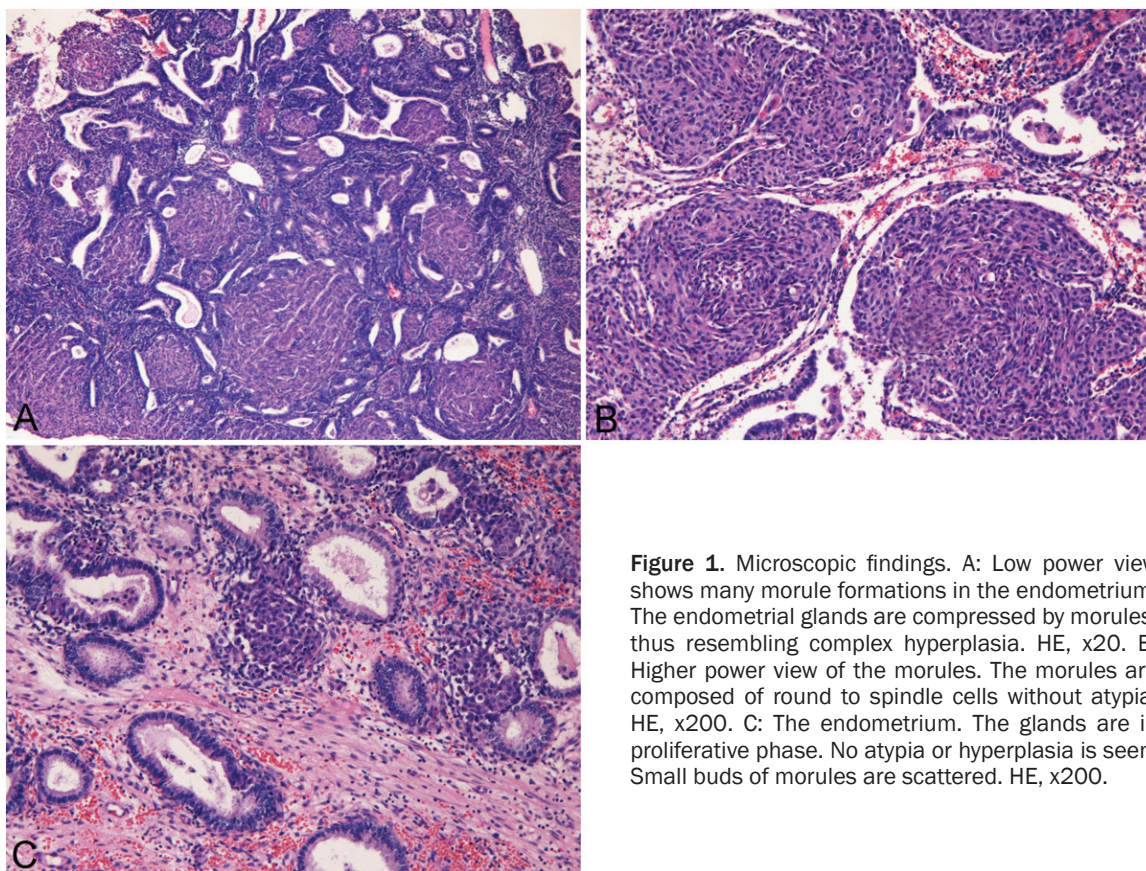 A
B
C
Figure 1. Microscopic findings. A: Low power view
shows many morule formations in the endometrium
The endometrial glands are compressed by morules
thus resembling complex hyperplasia. HE, x20. B
Higher power view of the morules. The morules ar
composed of round to spindle cells without atypia
HE, x200. C: The endometrium. The glands are i
proliferative phase. No atypia or hyperplasia is seen
Small buds of morules are scattered. HE, x200.